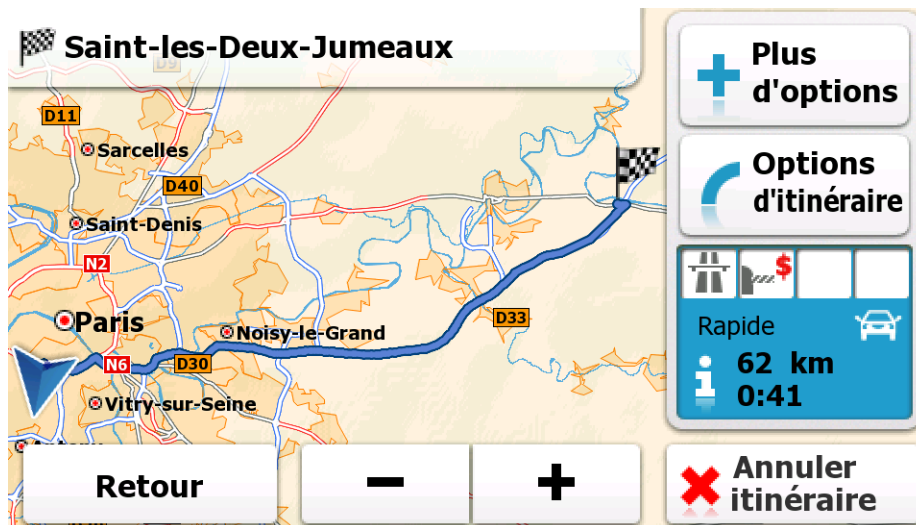 Saint-les-Deux-Jumeaux
Plus
d'options
D11
Sarcelles
D40
Options
d'itinéraire
Saint-Denis
N2
$
Paris
Noisy-le-Grand
D33
Rapide
N6
D30
62 km
0:41
Vitry-sur-Seine
Retour
−
+
Annuler
itinéraire